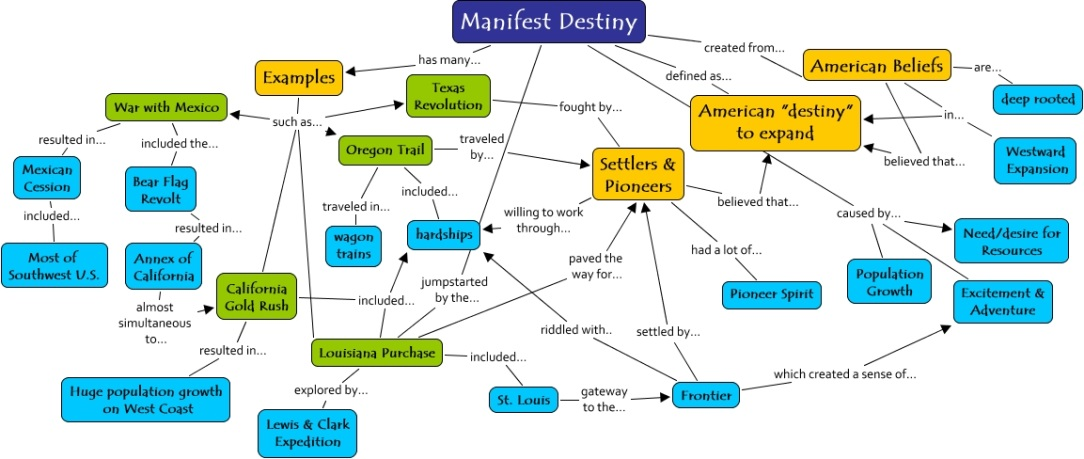 Manifest Destiny
created from...
has many...
American Beliefs
are...
Examples
defined as...
deep rooted
Texas
Revolution
War with Mexico
American "destiny"
to expand
fought by...
such as...
in...
resulted in...
included the...
Oregon Trail
traveled
by...
Westward
Expansion
believed that...
Mexican
Cession
Bear Flag
Revolt
Settlers &
Pioneers
included...
believed that...
traveled in...
willing to work
through...
caused by...
included...
resulted in...
wagon
trains
hardships
Need/desire for
Resources
had a lot of...
Most of
Southwest U.S.
Annex of
California
paved the
way for...
Population
Growth
California
Gold Rush
jumpstarted
by the...
Pioneer Spirit
Excitement &
Adventure
almost
simultaneous
to...
included...
riddled with..
settled by...
resulted in...
Louisiana Purchase
included...
which created a sense of...
Huge population growth
on West Coast
explored by...
St. Louis
gateway
to the...
Frontier
Lewis & Clark
Expedition